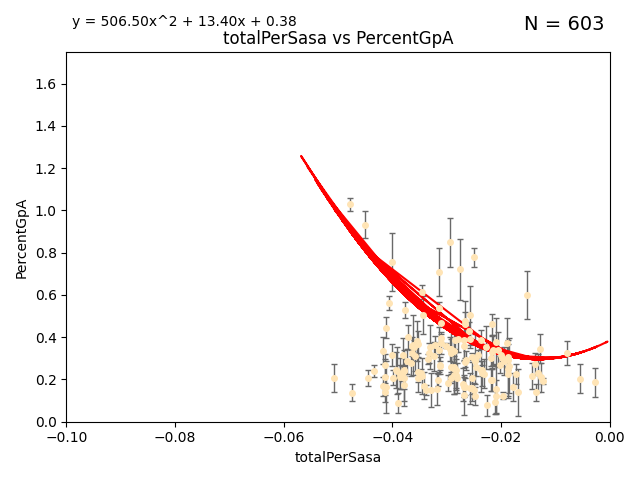 y = 506.50x^2 + 13.40x + 0.38
N = 603
totalPerSasa vs PercentGpA
PercentGpA
1.6
1.4
1.2
1.0
0.8
0.6
0.4
0.2
0.0
−0.10 −0.08 −0.06 −0.04 −0.02 0.00
totalPerSasa